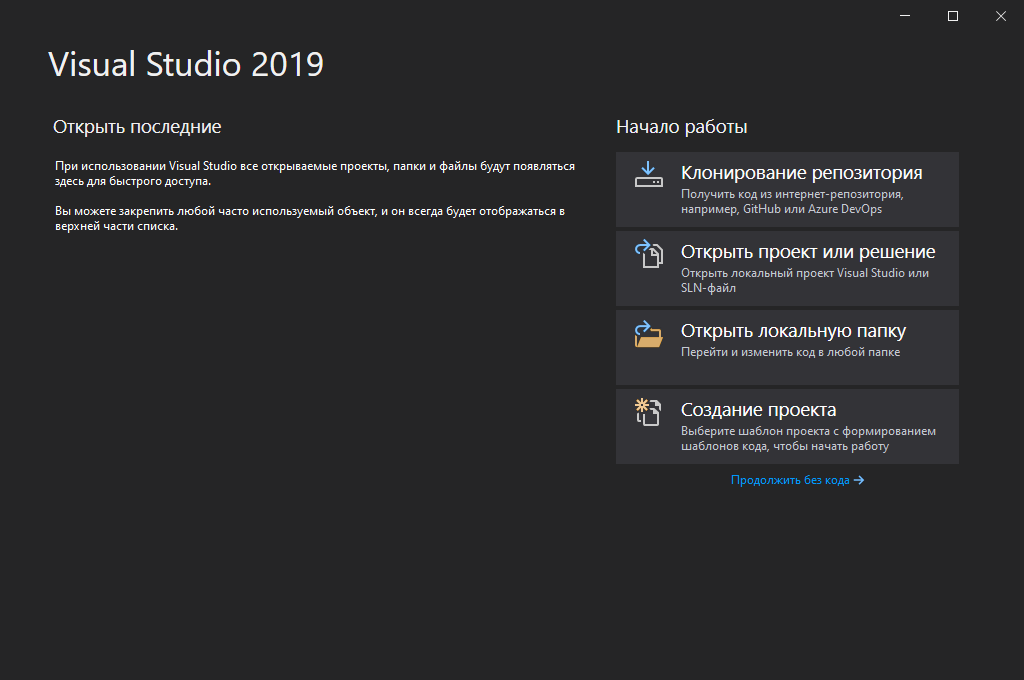 Visual Studio 2019
Открыть последние
При использовании Visual Studio все открываемые проекты, папки и файлы будут появляться
здесь для быстрого доступа.
Вы можете закрепить любой часто используемый объект, и он всегда будет отображаться в
верхней части списка.
Начало работы
Клонирование репозитория
Получить код из интернет-репозитория,
например, GitHub или Azure DevOps
Открыть проект или решение
Открыть локальный проект Visual Studio или
SLN-файл
Открыть локальную папку
Перейти и изменить код в любой папке
Создание проекта
Выберите шаблон проекта с формированием
шаблонов кода, чтобы начать работу
Продолжить без кода →